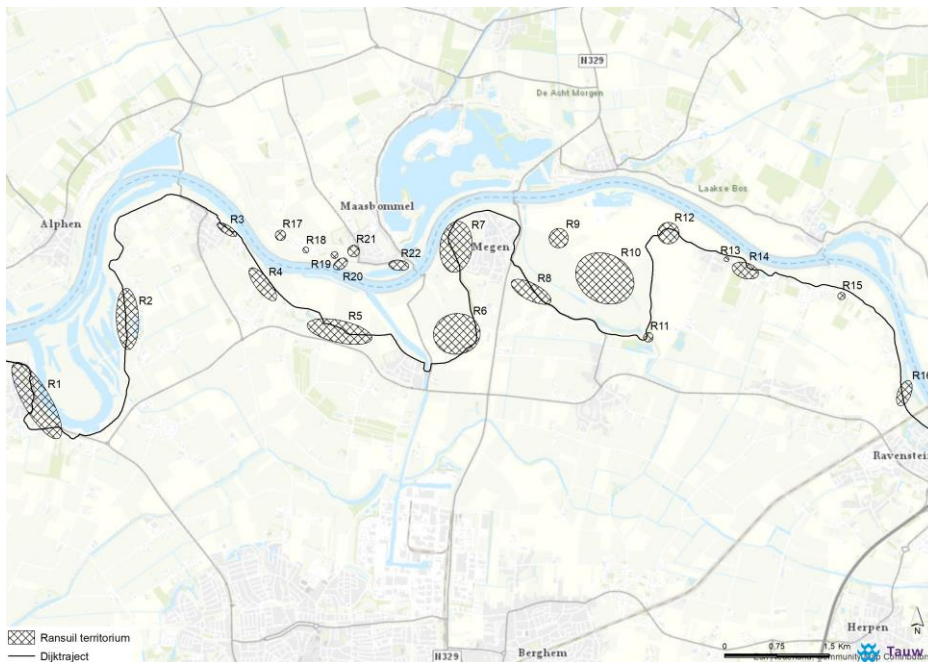 N329
De Acht Morgen
Laakse Bos
Maasbommel
Alphen
R3
R17
R18
R21
R7
R9
R12
Megen
R22
R19
R20
R10
R13
R14
R4
R8
R15
R2
R5
R6
R11
R1
R16
Ravenstein
Ransuil territorium
Dijktraject
N329
Berghem
Herpen
N
0 0.75 1.5 Km
Tauw